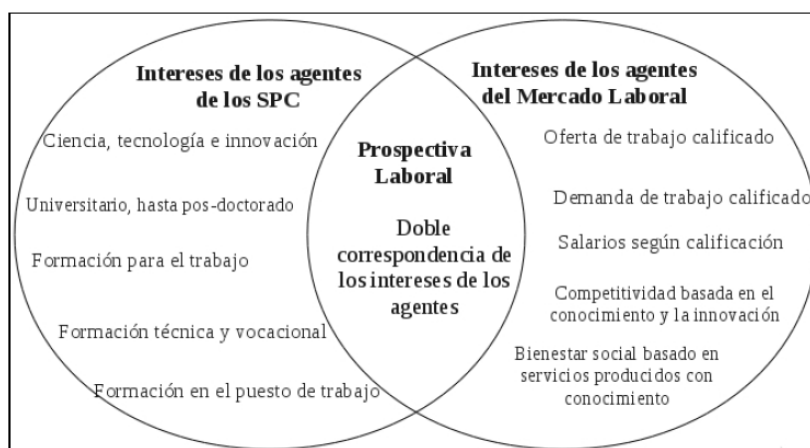 Intereses de los agentes
de los SPC
Ciencia, tecnología e innovación
Universitario, hasta pos-doctorado
Formación para el trabajo
Formación técnica y vocacional
Formación en el puesto de trabajo
Prospectiva
Laboral
Doble
correspondencia de
los intereses de los
agentes
Intereses de los agentes
del Mercado Laboral
Oferta de trabajo calificado
Demanda de trabajo calificado
Salarios según calificación
Competitividad basada en el
conocimiento y la innovación
Bienestar social basado en
servicios producidos con
conocimiento